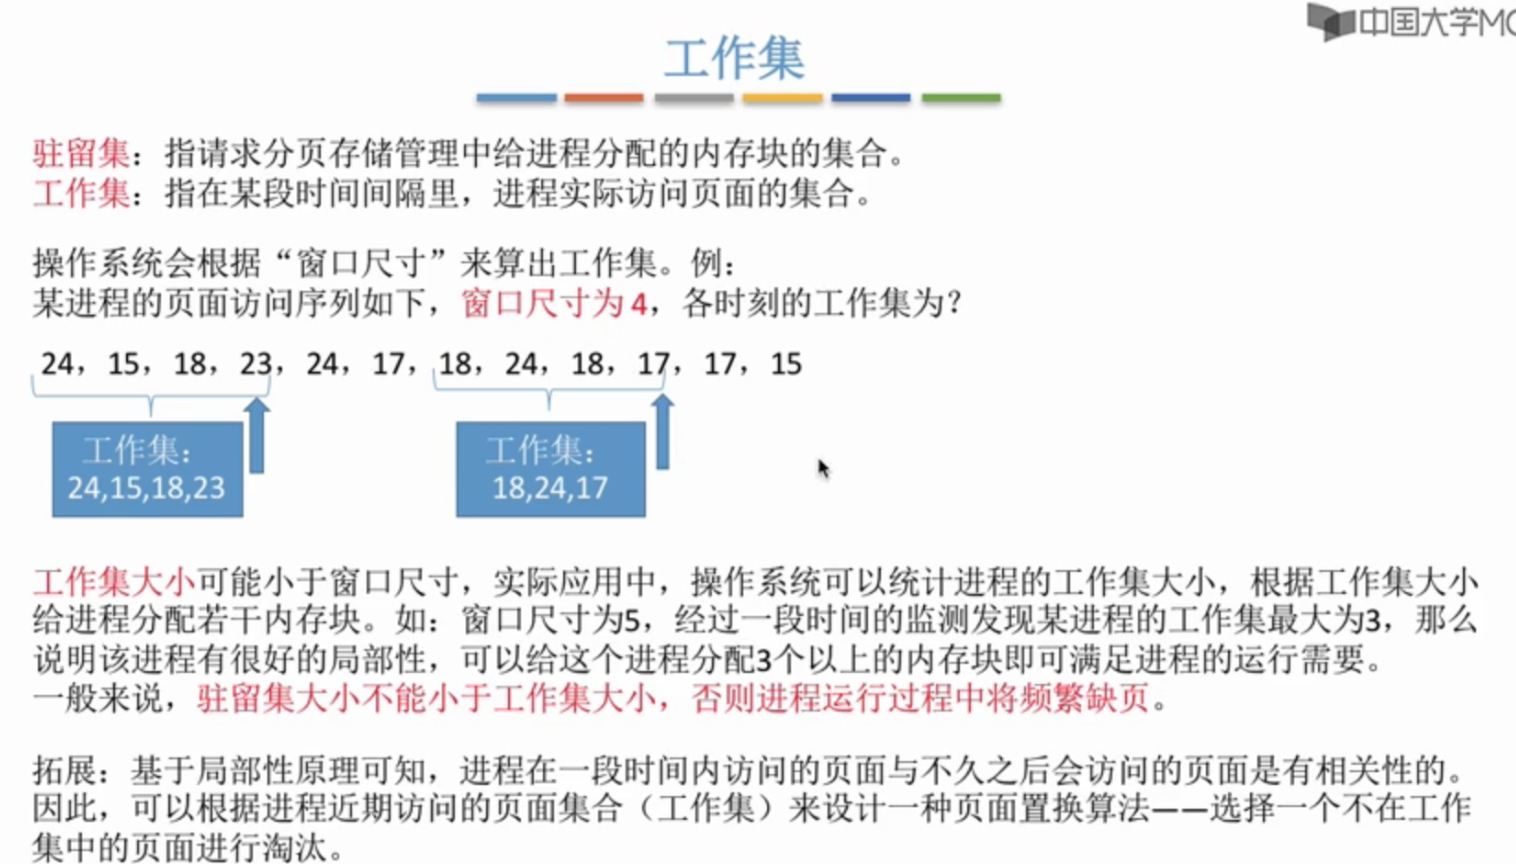 中国大学MO
工作集
驻留集：指请求分页存储管理中给进程分配的内存块的集合。
工作集：指在某段时间间隔里，进程实际访问页面的集合。
操作系统会根据“窗口尺寸”来算出工作集。例：
某进程的页面访问序列如下，窗口尺寸为 4，各时刻的工作集为？
24，15，18，23，24，17，18，24，18，17，17，15
工作集：
24,15,18,23
工作集：
18,24,17
工作集大小可能小于窗口尺寸，实际应用中，操作系统可以统计进程的工作集大小，根据工作集大小
给进程分配若干内存块。如：窗口尺寸为5，经过一段时间的监测发现某进程的工作集最大为3，那么
说明该进程有很好的局部性，可以给这个进程分配3个以上的内存块即可满足进程的运行需要。
一般来说，驻留集大小不能小于工作集大小，否则进程运行过程中将频繁缺页。
拓展：基于局部性原理可知，进程在一段时间内访问的页面与不久之后会访问的页面是有相关性的。
因此，可以根据进程近期访问的页面集合（工作集）来设计一种页面置换算法——选择一个不在工作
集中的页面进行淘汰。